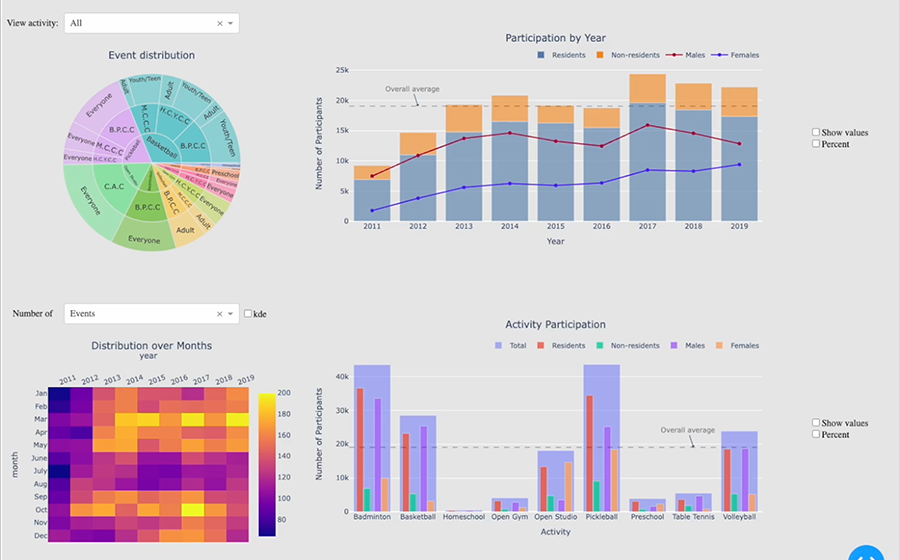 View activity: All
Event distribution
Adult
Youth/Teen
Adult
Youth/Teen
Adult
Youth/Teen
Everyone
M.C.C.C
H.C.Y.C.C
B.P.C.C
Basketball
B.P.C.C
M.C.C.C
H.C.Y.C.C
Pickleball
Everyone
Everyone
C.A.C
Everyone
B.P.C.C
Everyone
B.P.C.C
Adult
Adult
M.C.C.C
H.C.Y.C.C
Everyone
Everyone
Everyone
Preschool
Participation by Year
Residents Non-residents Males Females
Number of Participants
25k
20k
15k
10k
5k
0
Overall average
2011 2012 2013 2014 2015 2016 2017 2018 2019
Year
Show values
Percent
Number of Events kde
Distribution over Months
year
2011 2012 2013 2014 2015 2016 2017 2018 2019
month
Jan
Feb
Mar
Apr
May
June
July
Aug
Sep
Oct
Nov
Dec
200
180
160
140
120
100
80
Activity Participation
Total Residents Non-residents Males Females
Number of Participants
40k
30k
20k
10k
0
Overall average
Badminton Basketball Homeschool Open Gym Open Studio Pickleball Preschool Table Tennis Volleyball
Activity
Show values
Percent